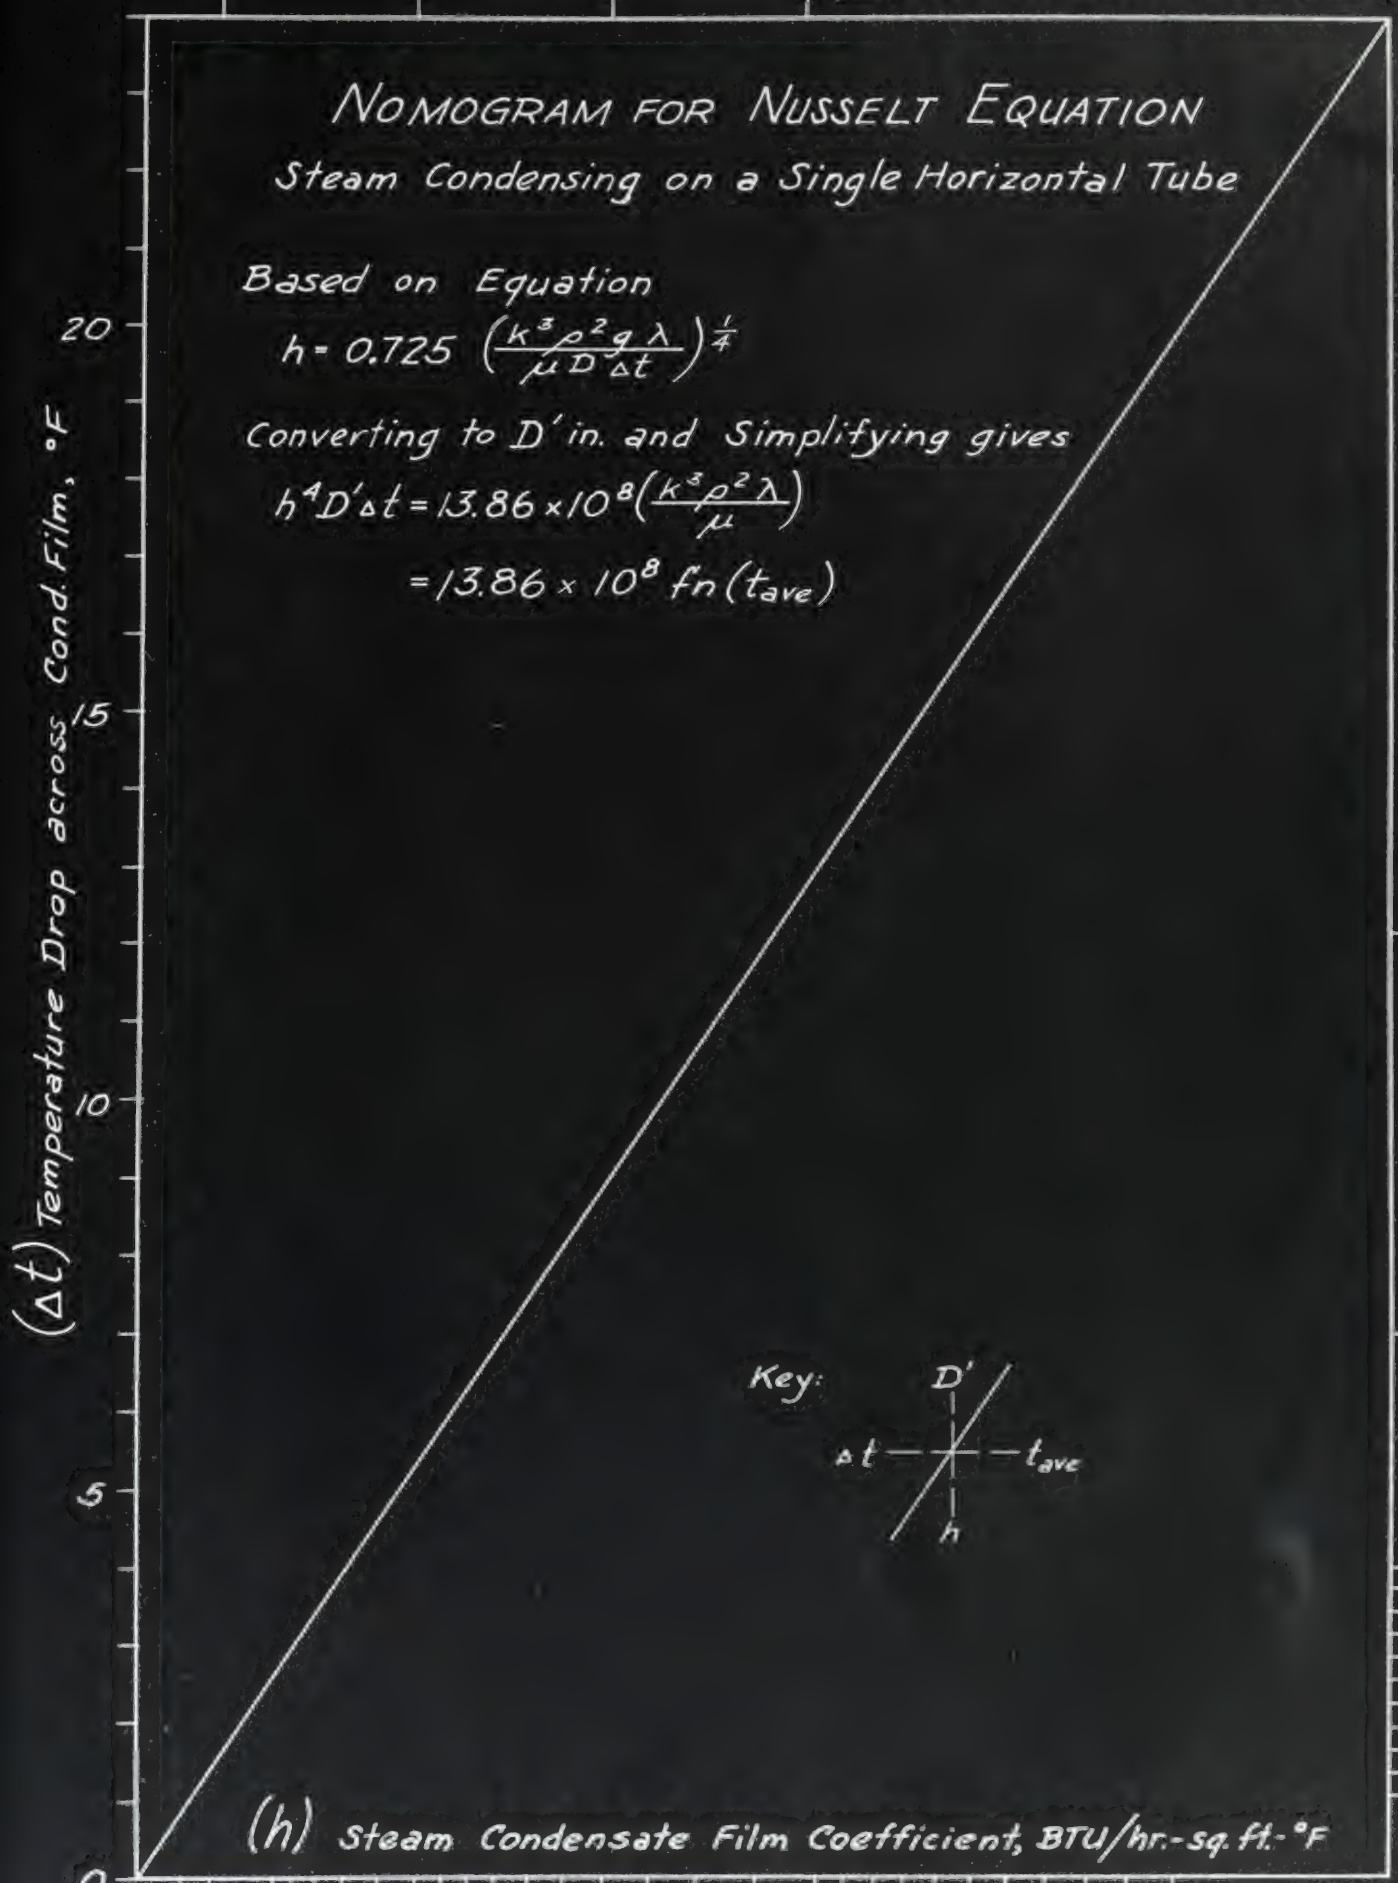 NOMOGRAM FOR NUSSELT EQUATION
Steam Condensing on a Single Horizontal Tube
Based on Equation
h = 0.725 (k³ρ²gλ / μ D Δt)^¼
Converting to D′ in. and Simplifying gives
h⁴D′Δt = 13.86 × 10⁸ (k³ρ²λ / μ)
= 13.86 × 10⁸ fn (t_ave)
20
15
10
5
0
(Δt) Temperature Drop across Cond. Film, °F
Key:
D′
Δt
t_ave
h
(h) Steam Condensate Film Coefficient, BTU/hr.-sq. ft.-°F